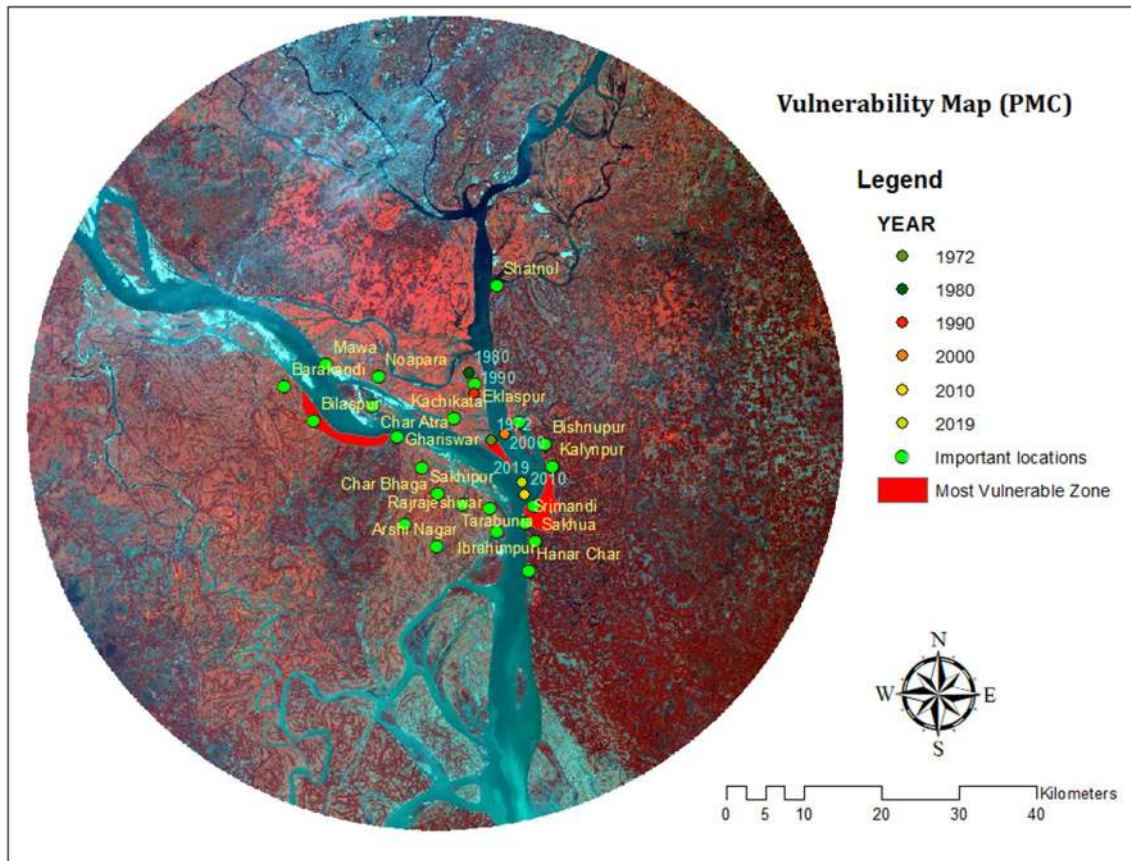 Vulnerability Map (PMC)
Legend
YEAR
1972
1980
1990
2000
2010
2019
Important locations
Most Vulnerable Zone
Shatnol
Mawa
Noapara
1980
Barakandi
1990
Eklaspur
Bilaspur
Kachikata
Char Atra
1972
Bishnupur
Ghariswar
2000
Kalynpur
2019
2010
Sakhipur
Char Bhaga
Rajrajeshwar
Srimandi
Tarabunia
Sakhua
Arshi Nagar
Ibrahimpur
Hanar Char
N
W
E
S
Kilometers
0 5 10 20 30 40